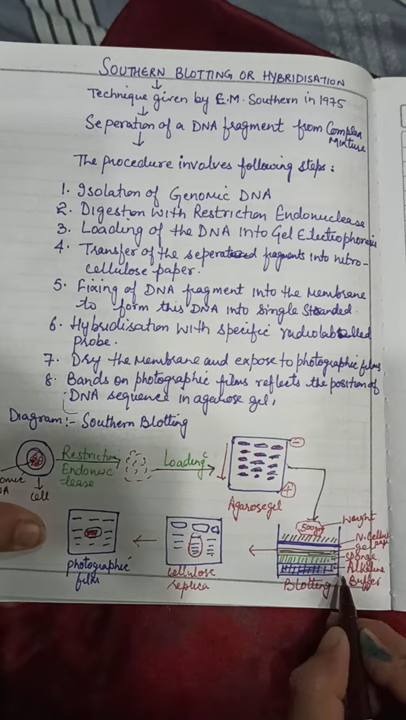 SOUTHERN BLOTTING OR HYBRIDISATION
Technique given by E.M. Southern in 1975
Seperation of a DNA fragment from Complex
Mixture
The procedure involves following steps:
1. Isolation of Genomic DNA
2. Digestion with Restriction Endonuclease
3. Loading of the DNA into Gel Electrophoresis
4. Transfer of the seperated fragments into nitro-
cellulose paper.
5. Fixing of DNA fragment into the Membrane
to form this DNA into single Stranded.
6. Hybridisation with specific radiolabelled
probe.
7. Dry the Membrane and expose to photographic films
8. Bands on photographic films reflects the position of
DNA sequence in agarose gel.
Diagram:- Southern Blotting
Restriction
Endonuc
-lease
Loading
Cell
Agarosegel
500g
Weight
Gel
sponge
Alkaline
Buffer
Blotting
Cellulose
replica
photographic
film